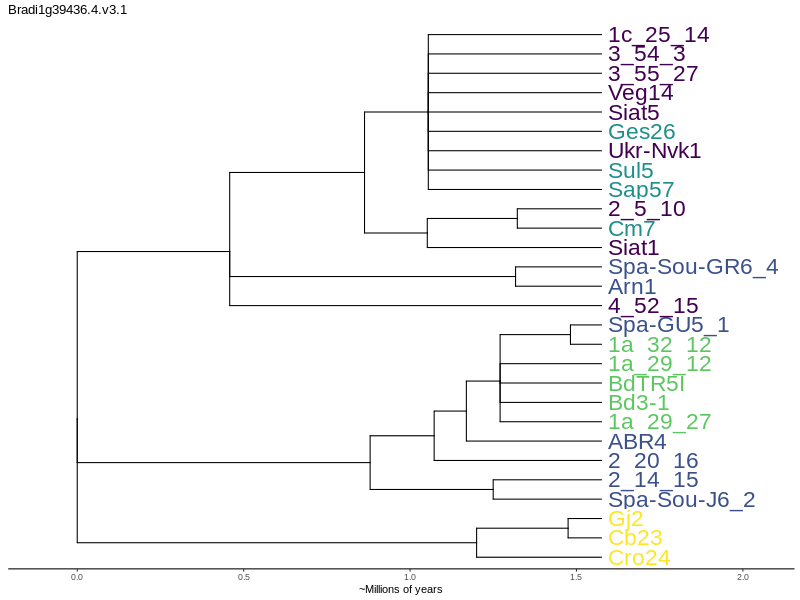 Bradi1g39436.4.v3.1
1c_25_14
3_54_3
3_55_27
Veg14
Siat5
Ges26
Ukr-Nvk1
Sul5
Sap57
2_5_10
Cm7
Siat1
Spa-Sou-GR6_4
Arn1
4_52_15
Spa-GU5_1
1a_32_12
1a_29_12
BdTR5I
Bd3-1
1a_29_27
ABR4
2_20_16
2_14_15
Spa-Sou-J6_2
Gj2
Cb23
Cro24
0.0 0.5 1.0 1.5 2.0
~Millions of years